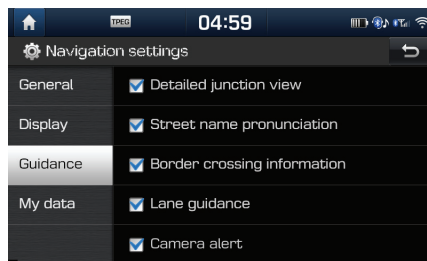 TPEG 04:59
Navigation settings
General
Detailed junction view
Display
Street name pronunciation
Guidance
Border crossing information
My data
Lane guidance
Camera alert